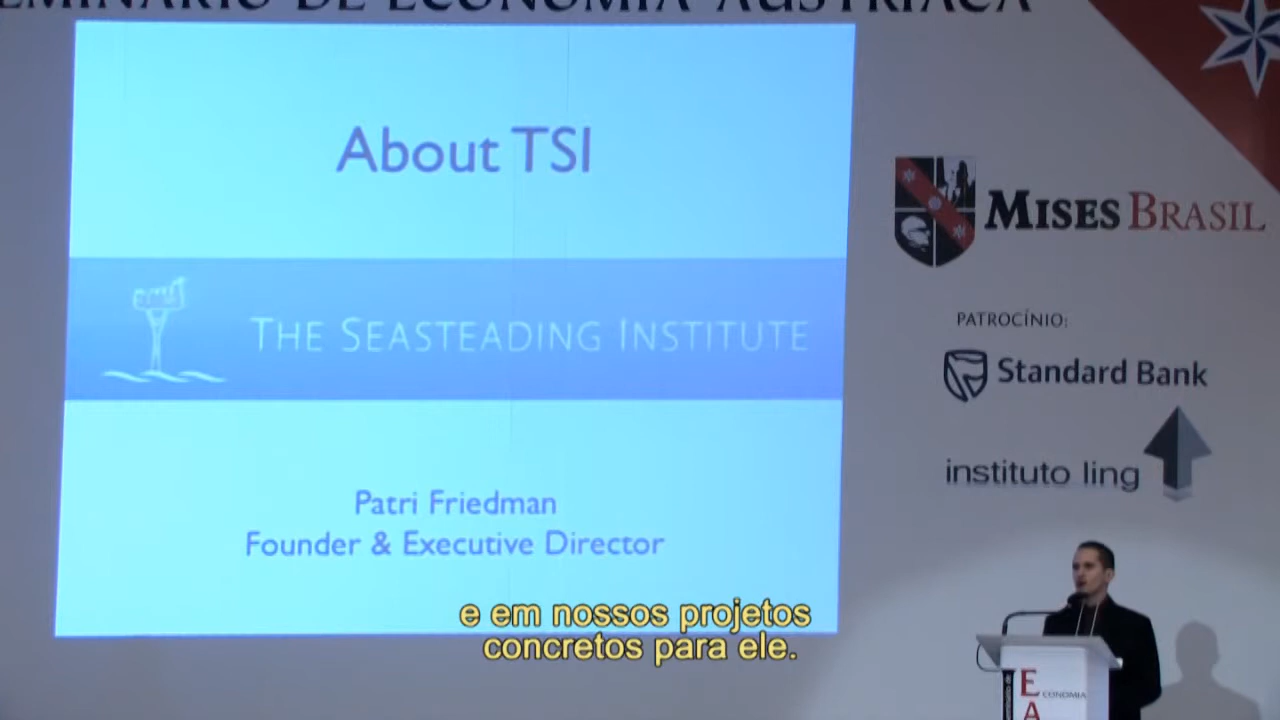 SEMINÁRIO DE ECONOMIA AUSTRÍACA
About TSI
THE SEASTEADING INSTITUTE
Patri Friedman
Founder & Executive Director
MISES BRASIL
PATROCÍNIO:
Standard Bank
instituto ling
e em nossos projetos
concretos para ele.
ECONOMIA
A